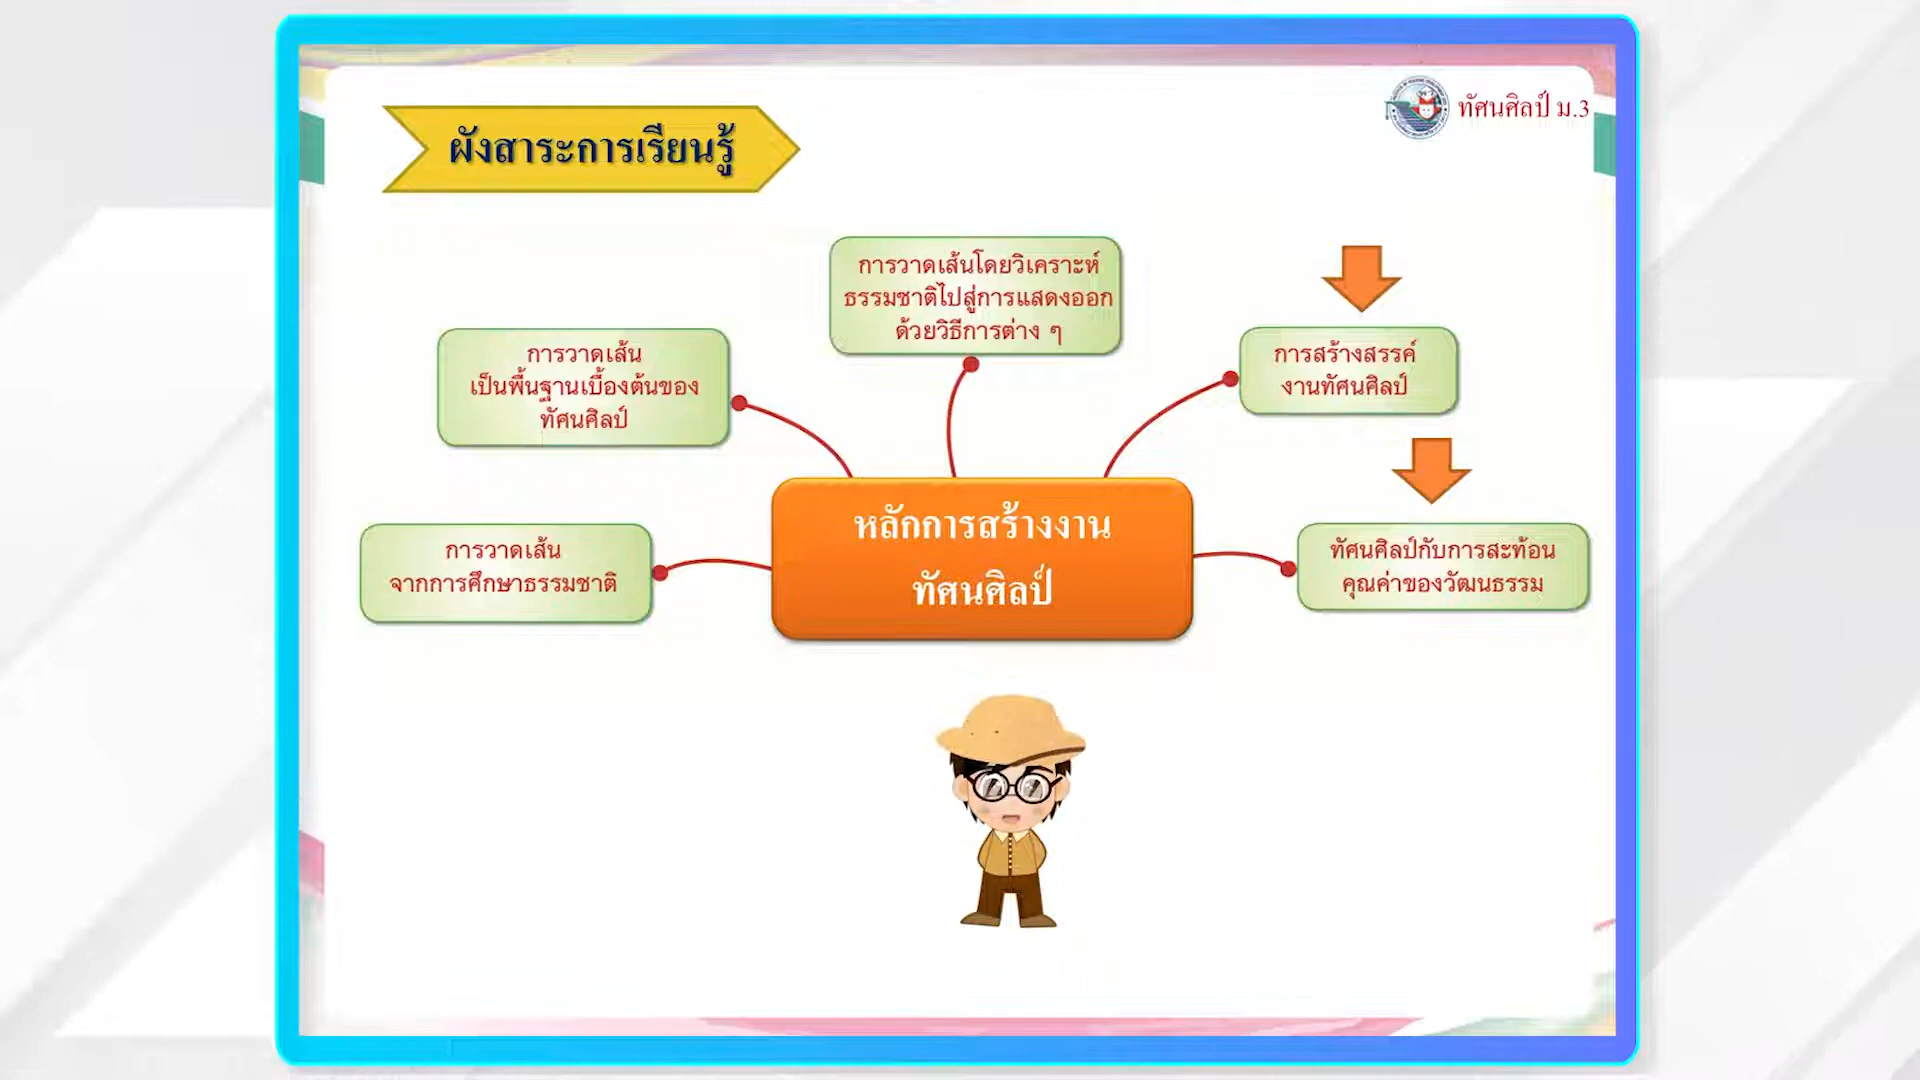 ทัศนศิลป์ ม.3
ผังสาระการเรียนรู้
การวาดเส้นโดยวิเคราะห์
ธรรมชาติไปสู่การแสดงออก
ด้วยวิธีการต่าง ๆ
การวาดเส้น
เป็นพื้นฐานเบื้องต้นของ
ทัศนศิลป์
การสร้างสรรค์
งานทัศนศิลป์
หลักการสร้างงาน
ทัศนศิลป์
การวาดเส้น
จากการศึกษาธรรมชาติ
ทัศนศิลป์กับการสะท้อน
คุณค่าของวัฒนธรรม